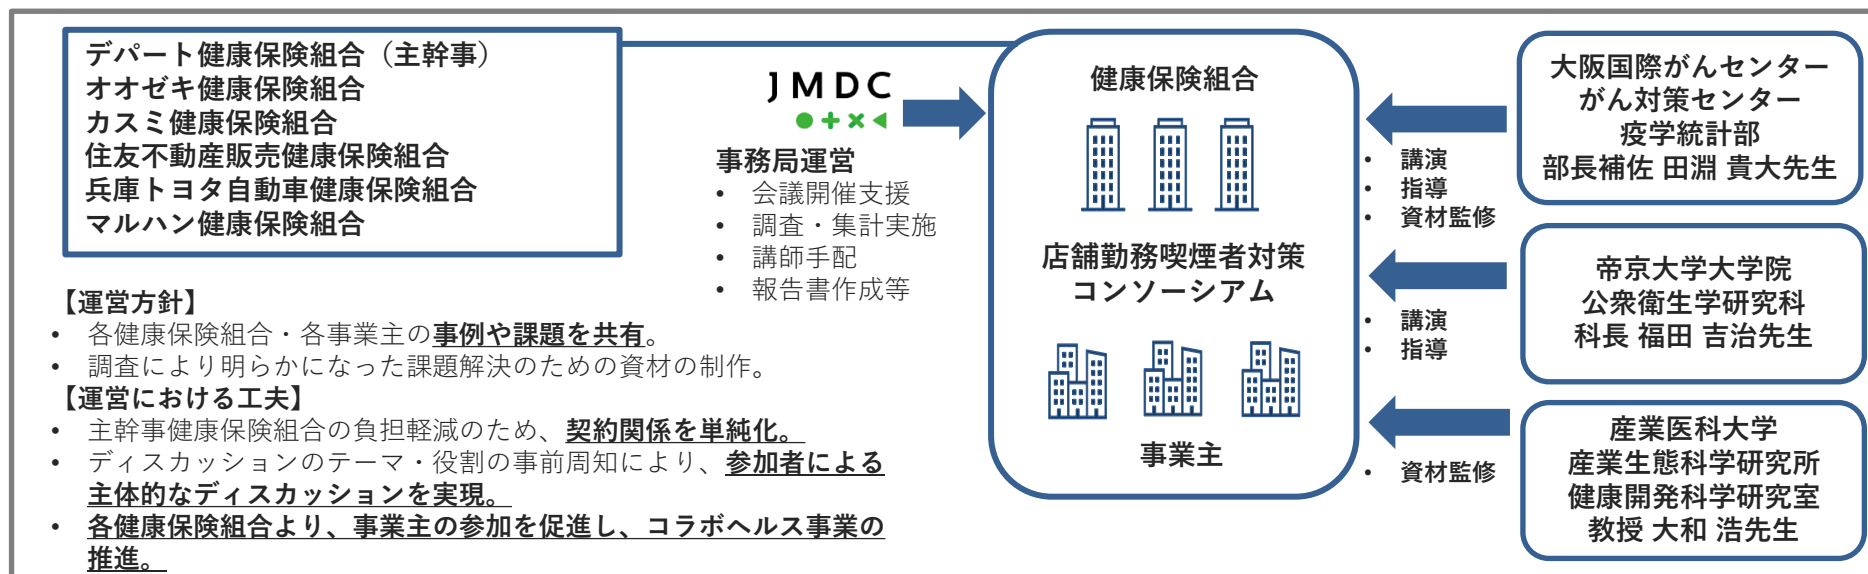 デパート健康保険組合（主幹事）
オオゼキ健康保険組合
カスミ健康保険組合
住友不動産販売健康保険組合
兵庫トヨタ自動車健康保険組合
マルハン健康保険組合
【運営方針】
• 各健康保険組合・各事業主の事例や課題を共有。
• 調査により明らかになった課題解決のための資材の制作。
【運営における工夫】
• 主幹事健康保険組合の負担軽減のため、契約関係を単純化。
• ディスカッションのテーマ・役割の事前周知により、参加者による
主体的なディスカッションを実現。
• 各健康保険組合より、事業主の参加を促進し、コラボヘルス事業の
推進。
JMDC
事務局運営
• 会議開催支援
• 調査・集計実施
• 講師手配
• 報告書作成等
健康保険組合
店舗勤務喫煙者対策
コンソーシアム
事業主
• 講演
• 指導
• 資材監修
• 講演
• 指導
• 資材監修
大阪国際がんセンター
がん対策センター
疫学統計部
部長補佐 田淵 貴大先生
帝京大学大学院
公衆衛生学研究科
科長 福田 吉治先生
産業医科大学
産業生態科学研究所
健康開発科学研究室
教授 大和 浩先生